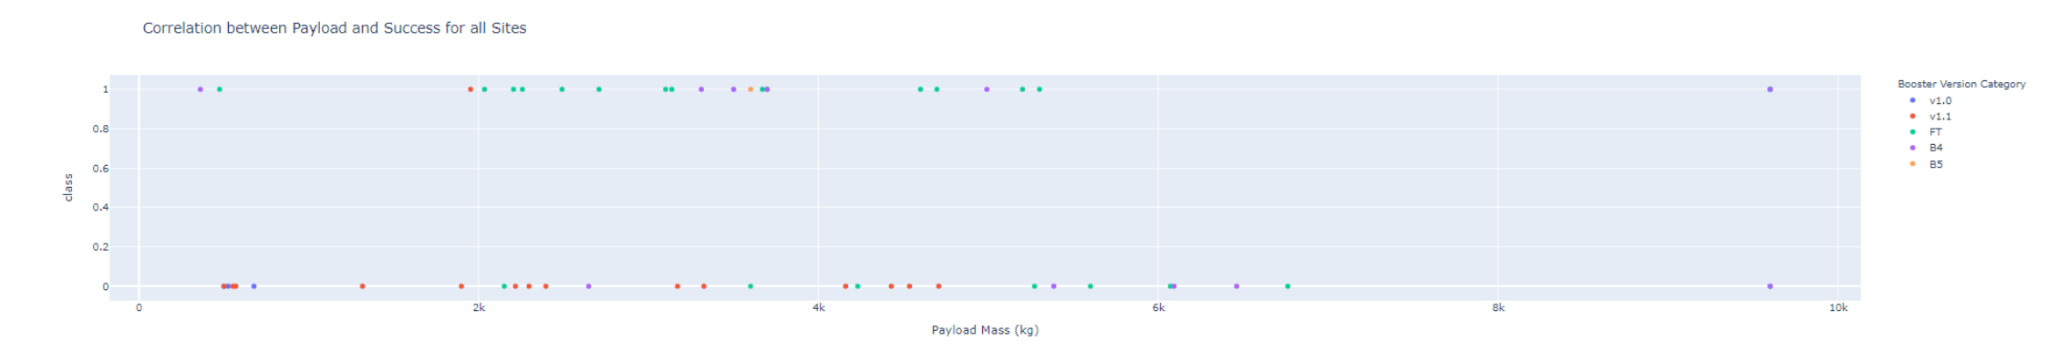 Correlation between Payload and Success for all Sites
1
0.8
0.6
0.4
0.2
0
class
0
2k
4k
6k
8k
10k
Payload Mass (kg)
Booster Version Category
v1.0
v1.1
FT
B4
B5